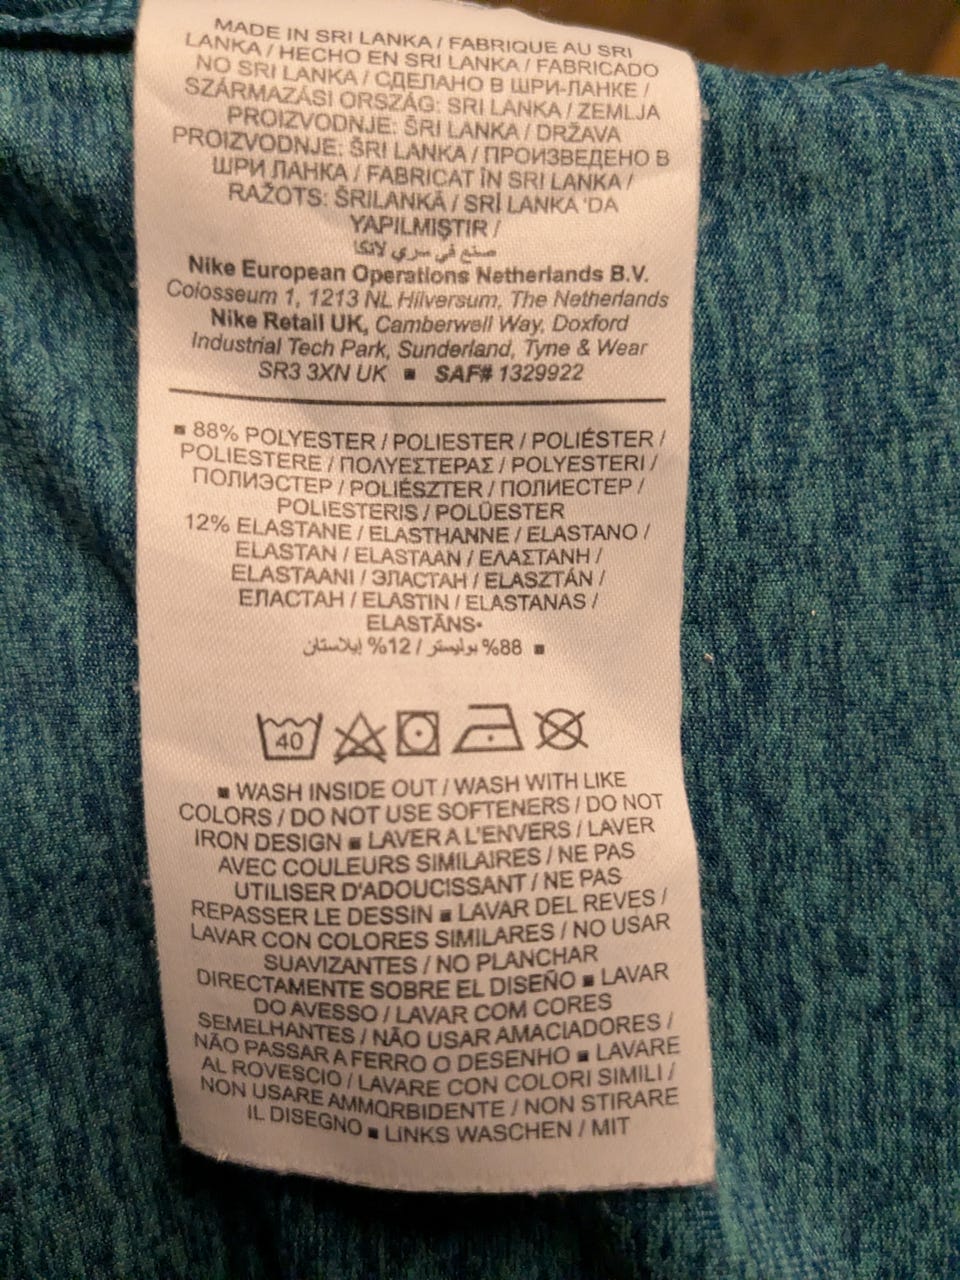 MADE IN SRI LANKA / FABRIQUE AU SRI
LANKA / HECHO EN SRI LANKA / FABRICADO
NO SRI LANKA / СДЕЛАНО В ШРИ-ЛАНКЕ /
SZÁRMAZÁSI ORSZÁG: SRI LANKA / ZEMLJA
PROIZVODNJE: ŠRI LANKA / DRŽAVA
PROIZVODNJE: ŠRI LANKA / ПРОИЗВЕДЕНО В
ШРИ ЛАНКА / FABRICAT ÎN SRI LANKA /
RAŽOTS: ŠRILANKĀ / SRİ LANKA 'DA
YAPILMIŞTIR /
صنع في سري لانكا
Nike European Operations Netherlands B.V.
Colosseum 1, 1213 NL Hilversum, The Netherlands
Nike Retail UK, Camberwell Way, Doxford
Industrial Tech Park, Sunderland, Tyne & Wear
SR3 3XN UK ■ SAF# 1329922
■ 88% POLYESTER / POLIESTER / POLIÉSTER /
POLIESTERE / ΠΟΛΥΕΣΤΕΡΑΣ / POLYESTERI /
ПОЛИЭСТЕР / POLIÉSZTER / ПОЛИЕСТЕР /
POLIESTERIS / POLÜESTER
12% ELASTANE / ELASTHANNE / ELASTANO /
ELASTAN / ELASTAAN / ΕΛΑΣΤΑΝΗ /
ELASTAANI / ЭЛАСТАН / ELASZTÁN /
ЕЛАСТАН / ELASTIN / ELASTANAS /
ELASTĀNS•
■ 88% بوليستر / 12% إيلاستان
40
■ WASH INSIDE OUT / WASH WITH LIKE
COLORS / DO NOT USE SOFTENERS / DO NOT
IRON DESIGN ■ LAVER A L'ENVERS / LAVER
AVEC COULEURS SIMILAIRES / NE PAS
UTILISER D'ADOUCISSANT / NE PAS
REPASSER LE DESSIN ■ LAVAR DEL REVES /
LAVAR CON COLORES SIMILARES / NO USAR
SUAVIZANTES / NO PLANCHAR
DIRECTAMENTE SOBRE EL DISEÑO ■ LAVAR
DO AVESSO / LAVAR COM CORES
SEMELHANTES / NÃO USAR AMACIADORES /
NÃO PASSAR A FERRO O DESENHO ■ LAVARE
AL ROVESCIO / LAVARE CON COLORI SIMILI /
NON USARE AMMORBIDENTE / NON STIRARE
IL DISEGNO ■ LINKS WASCHEN / MIT